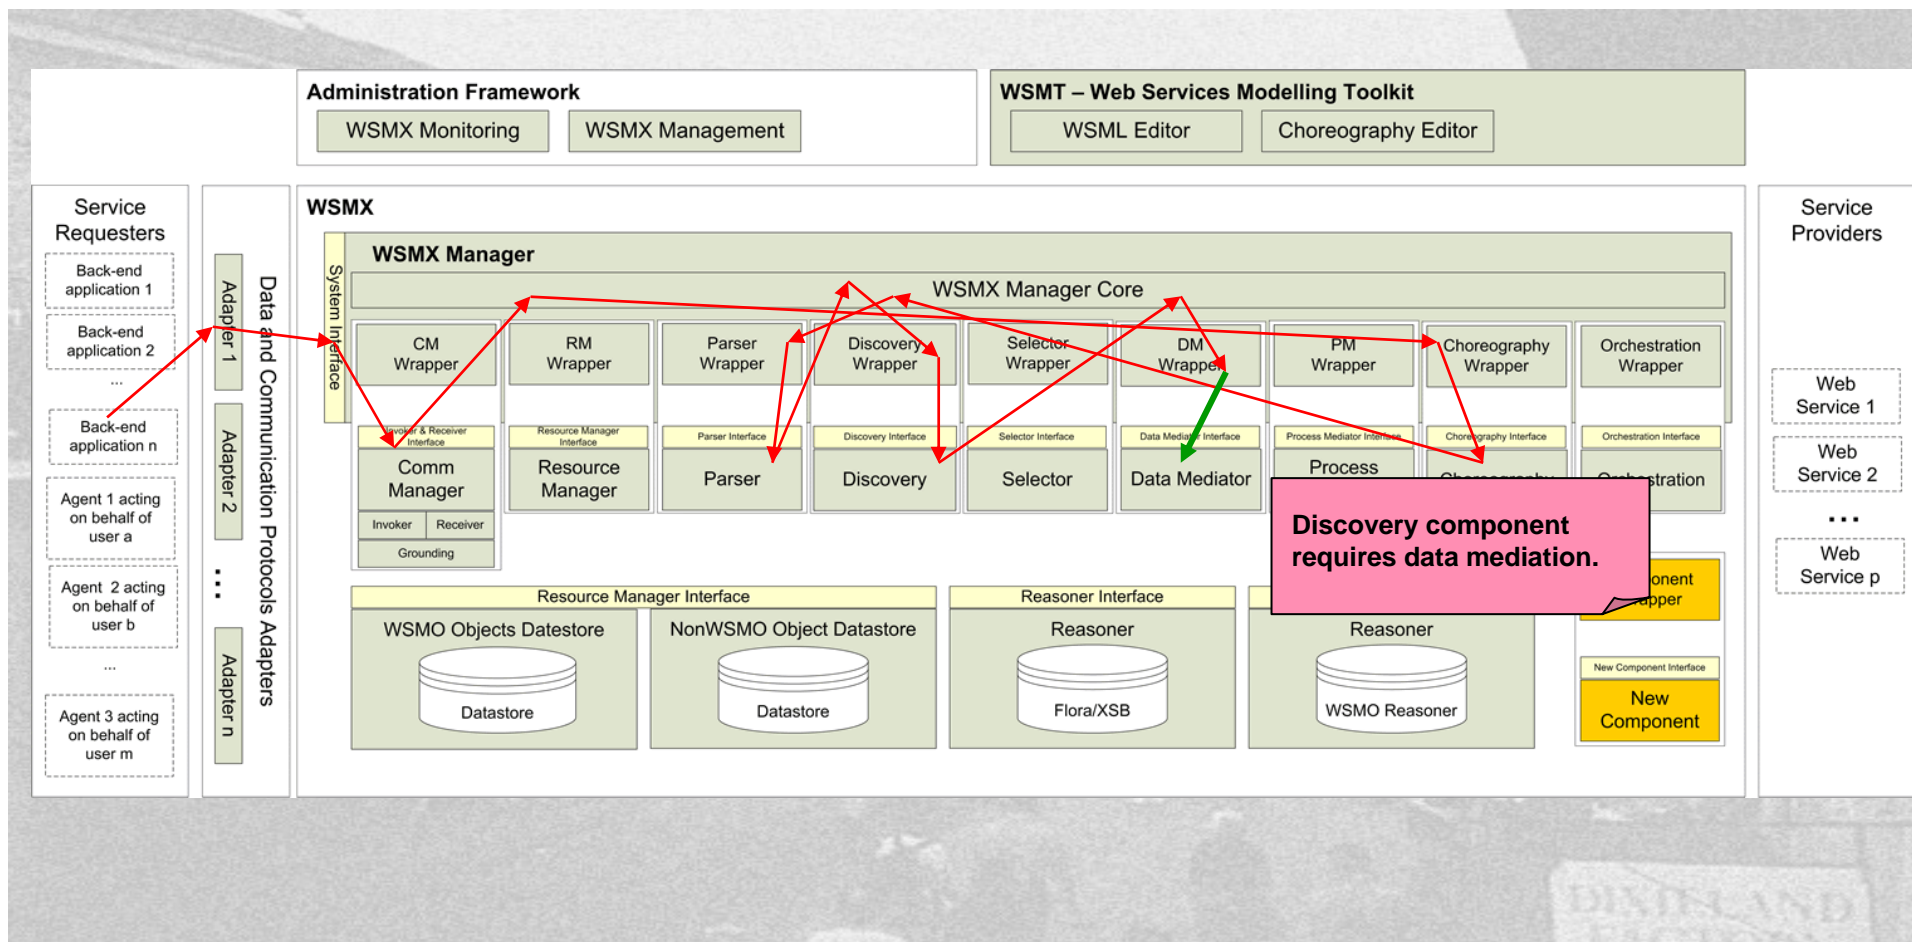 Administration Framework
WSMX Monitoring
WSMX Management
WSMT – Web Services Modelling Toolkit
WSML Editor
Choreography Editor
Service
Requesters
Back-end
application 1
Back-end
application 2
...
Back-end
application n
Agent 1 acting
on behalf of
user a
Agent 2 acting
on behalf of
user b
...
Agent 3 acting
on behalf of
user m
Adapter 1
Adapter 2
...
Adapter n
Data and Communication Protocols Adapters
WSMX
System Interface
WSMX Manager
WSMX Manager Core
CM
Wrapper
RM
Wrapper
Parser
Wrapper
Discovery
Wrapper
Selector
Wrapper
DM
Wrapper
PM
Wrapper
Choreography
Wrapper
Orchestration
Wrapper
Invoker & Receiver
Interface
Resource Manager
Interface
Parser Interface
Discovery Interface
Selector Interface
Data Mediator Interface
Process Mediator Interface
Choreography Interface
Orchestration Interface
Comm
Manager
Invoker
Receiver
Grounding
Resource
Manager
Parser
Discovery
Selector
Data Mediator
Process
Choreography
Orchestration
Discovery component
requires data mediation.
Resource Manager Interface
WSMO Objects Datestore
Datastore
NonWSMO Object Datastore
Datastore
Reasoner Interface
Reasoner
Flora/XSB
Reasoner
WSMO Reasoner
New Component Interface
New
Component
Service
Providers
Web
Service 1
Web
Service 2
...
Web
Service p
DIXIELAND